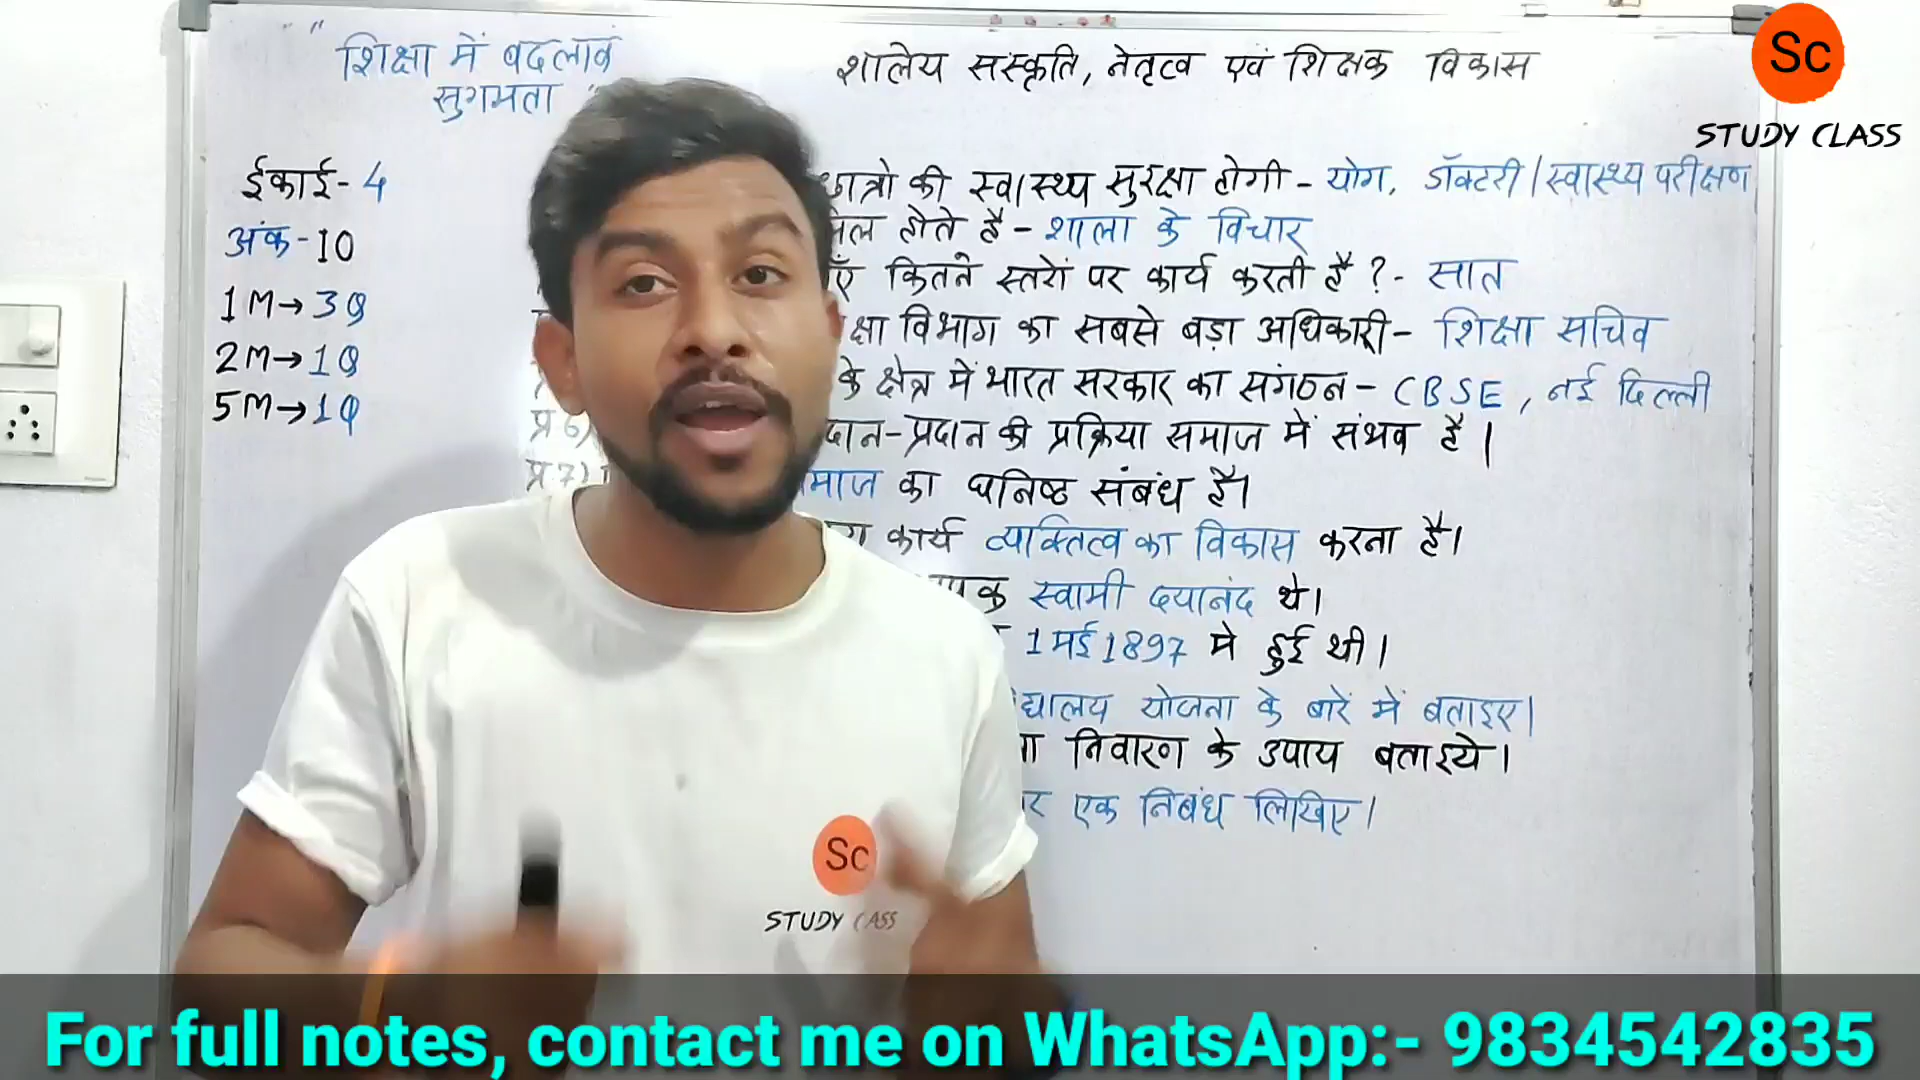 " शिक्षा में बदलाव
सुगमता "
शालेय संस्कृति, नेतृत्व एवं शिक्षक विकास
Sc
STUDY CLASS
ईकाई- 4
अंक-10
1M→3Q
2M→1Q
5M→1Q
छात्रो की स्वास्थ्य सुरक्षा होगी - योग, डॉक्टरी/स्वास्थ्य परीक्षण
होते है - शाला के विचार
कितने स्तरों पर कार्य करती है ?- सात
विभाग का सबसे बड़ा अधिकारी- शिक्षा सचिव
के क्षेत्र में भारत सरकार का संगठन - CBSE, नई दिल्ली
प्र 6) दान-प्रदान की प्रक्रिया समाज में संभव है।
प्र.7) माज का घनिष्ठ संबंध है।
कार्य व्यक्तित्व का विकास करना है।
स्वामी दयानंद थे।
1 मई 1897 मे हुई थी।
द्यालय योजना के बारें में बताइए।
निवारण के उपाय बताइये।
एक निबंध लिखिए।
Sc
STUDY CLASS
For full notes, contact me on WhatsApp:- 9834542835